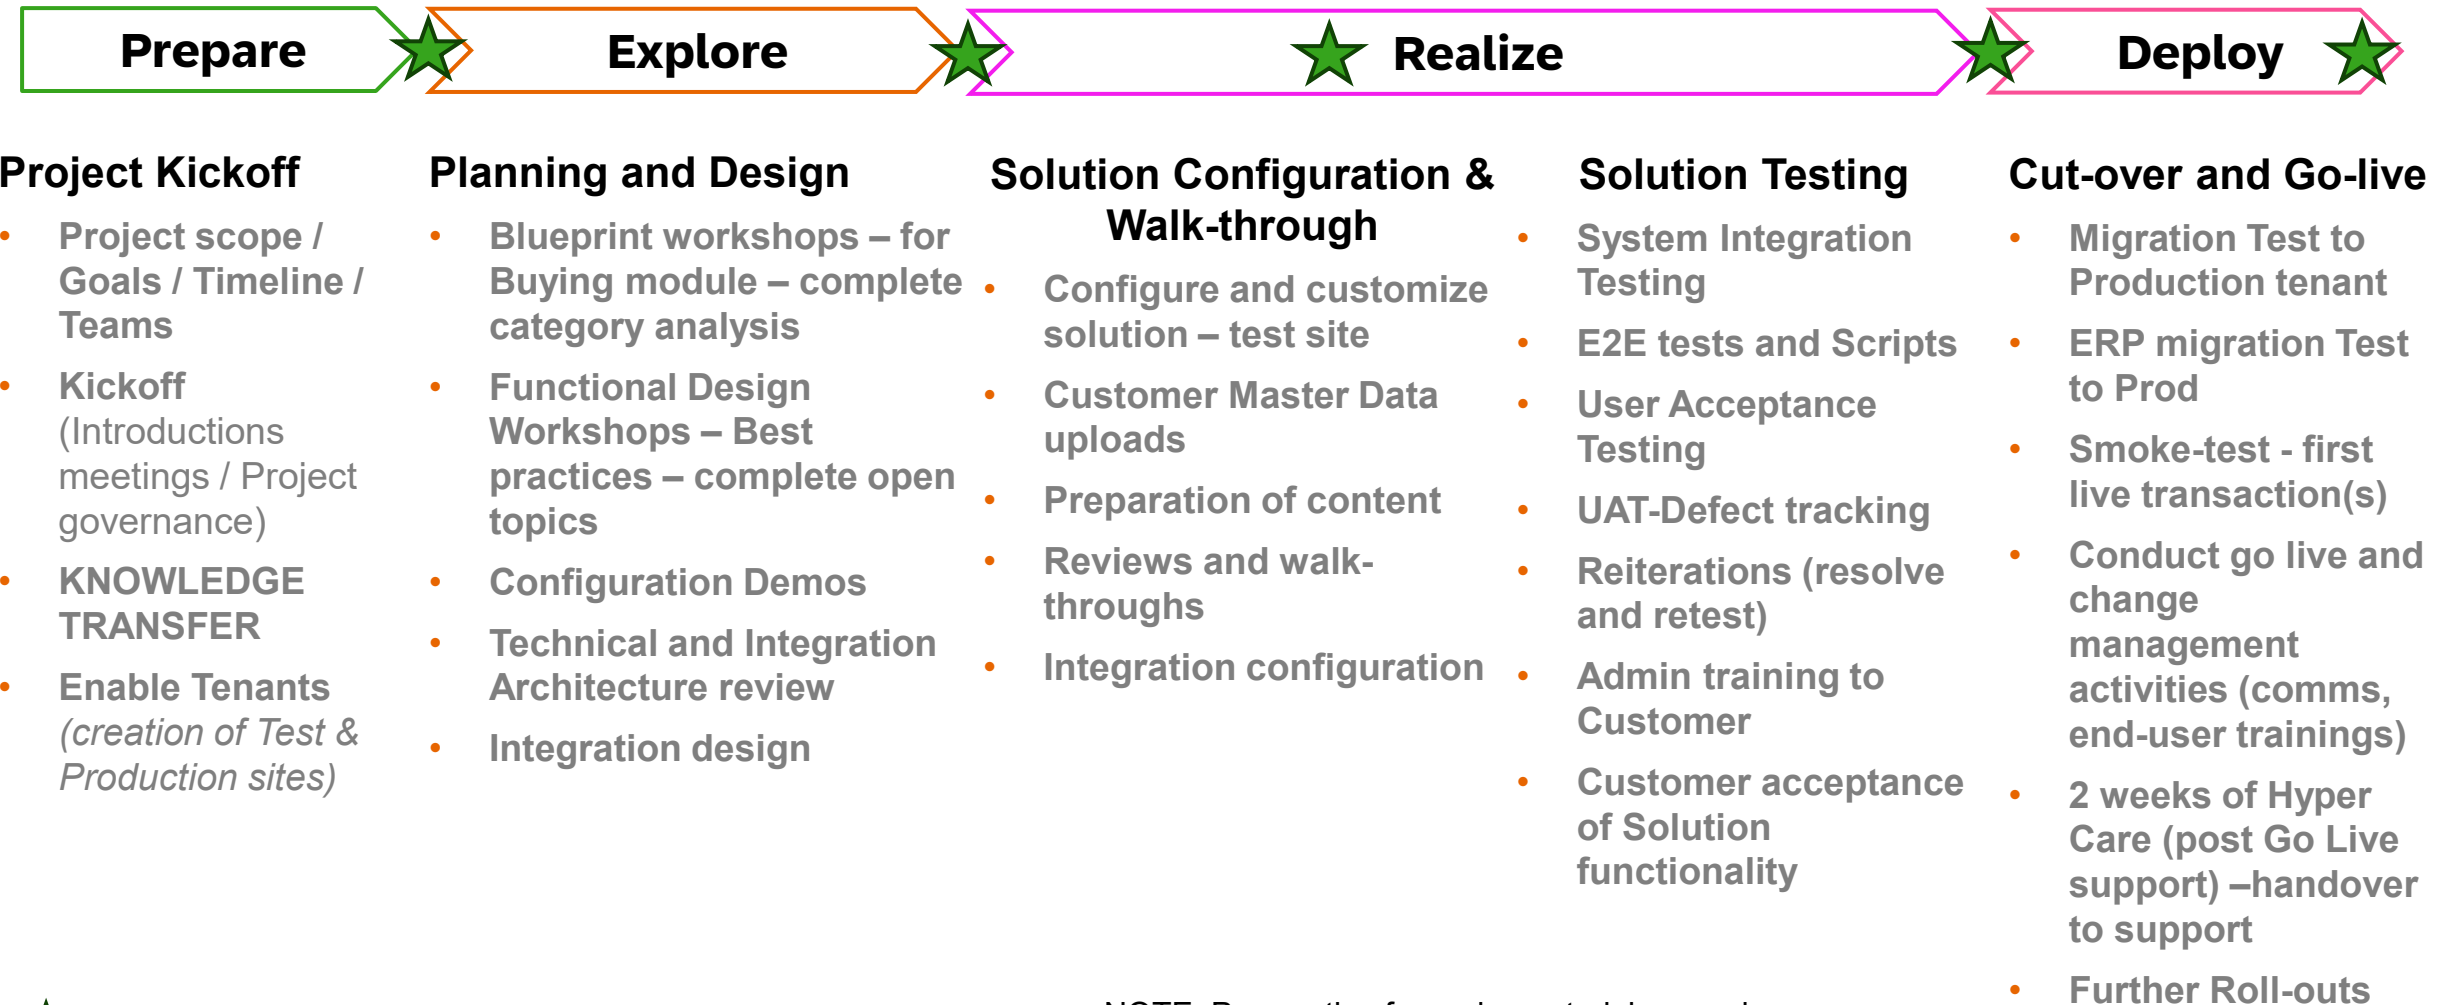 Prepare
Explore
Realize
Deploy
Project Kickoff
• Project scope /
Goals / Timeline /
Teams
• Kickoff
(Introductions
meetings / Project
governance)
• KNOWLEDGE
TRANSFER
• Enable Tenants
(creation of Test &
Production sites)
Planning and Design
• Blueprint workshops – for
Buying module – complete
category analysis
• Functional Design
Workshops – Best
practices – complete open
topics
• Configuration Demos
• Technical and Integration
Architecture review
• Integration design
Solution Configuration &
Walk-through
• Configure and customize
solution – test site
• Customer Master Data
uploads
• Preparation of content
• Reviews and walk-
throughs
• Integration configuration
Solution Testing
• System Integration
Testing
• E2E tests and Scripts
• User Acceptance
Testing
• UAT-Defect tracking
• Reiterations (resolve
and retest)
• Admin training to
Customer
• Customer acceptance
of Solution
functionality
Cut-over and Go-live
• Migration Test to
Production tenant
• ERP migration Test
to Prod
• Smoke-test - first
live transaction(s)
• Conduct go live and
change
management
activities (comms,
end-user trainings)
• 2 weeks of Hyper
Care (post Go Live
support) –handover
to support
• Further Roll-outs